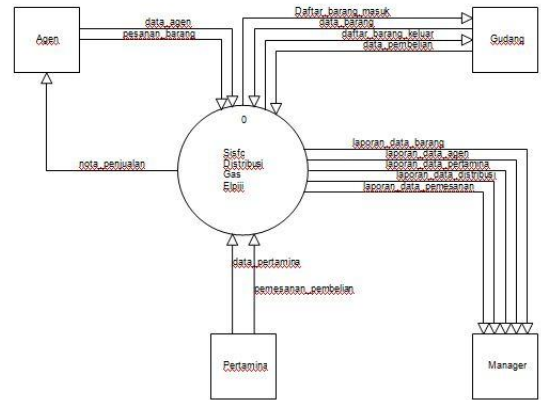 Daftar_barang_masuk
data_agen
data_barang
pesanan_barang
daftar_barang_keluar
data_pembelian
Agen
Gudang
0
Sisfc
Distribusi
Gas
Elpiji
nota_penjualan
laporan_data_barang
laporan_data_agen
laporan_data_pertamina
laporan_data_distribusi
laporan_data_pemesanan
data_pertamina
pemesanan_pembelian
Pertamina
Manager